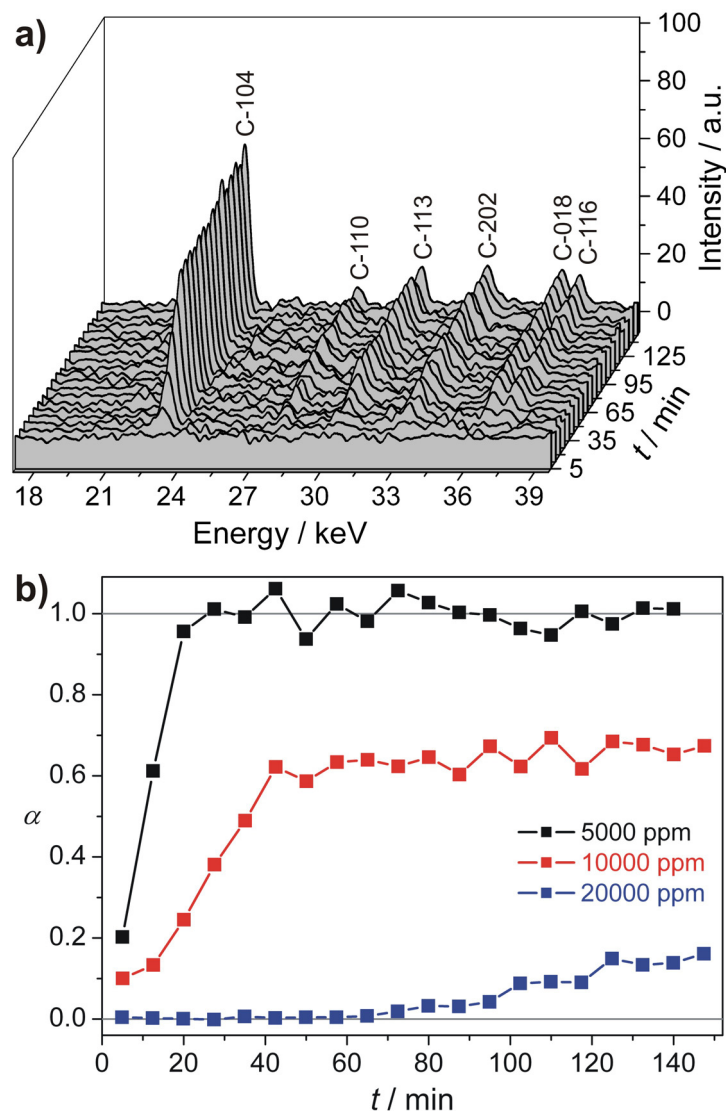 a)
100
80
60
40
20
0
Intensity / a.u.
C-104
C-110
C-113
C-202
C-018
C-116
125
95
65
35
5
t / min
18 21 24 27 30 33 36 39
Energy / keV
b)
1.0
0.8
0.6
0.4
0.2
0.0
α
5000 ppm
10000 ppm
20000 ppm
0 20 40 60 80 100 120 140
t / min